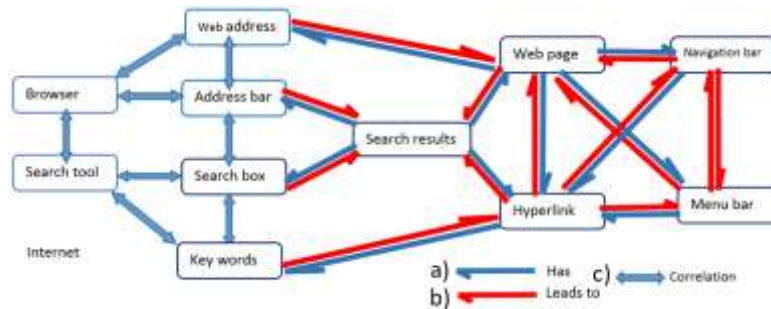 Web address
Web page
Navigation bar
Browser
Address bar
Search results
Search tool
Search box
Hyperlink
Menu bar
Internet
Key words
a) Has
c) Correlation
b) Leads to